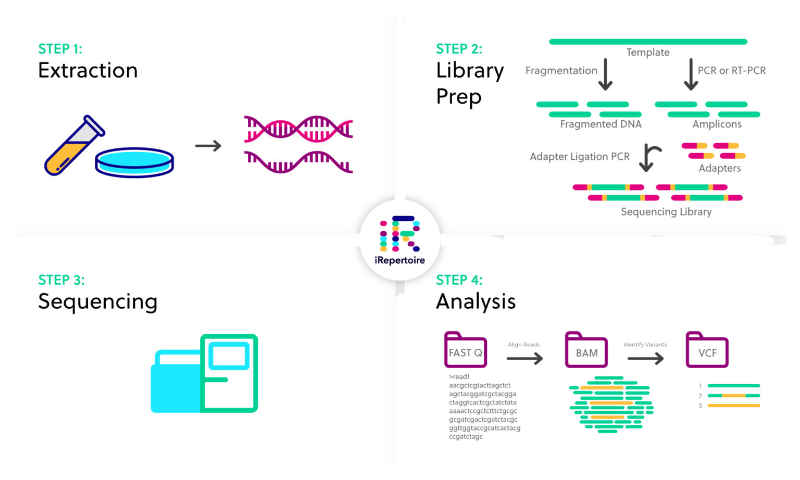 STEP 1:
Extraction
STEP 2:
Library
Prep
Template
Fragmentation
PCR or RT-PCR
Fragmented DNA
Amplicons
Adapter Ligation PCR
Adapters
Sequencing Library
iR
iRepertoire
STEP 3:
Sequencing
STEP 4:
Analysis
FAST Q
Align Reads
BAM
Identify Variants
VCF
>read1
aacgctcgtacttagctct
agctacggatcgctacgga
ctaggtcactcgctatctata
aaaactccgctctttctgcgc
gcgatcgactcgatctacgc
ggttggtaccgcatcactacg
ccgatctagc
1
2
3